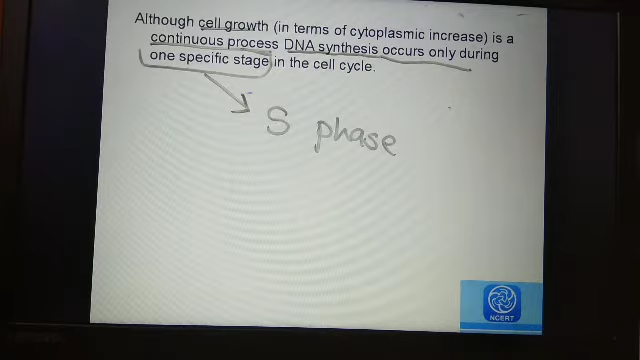 Although cell growth (in terms of cytoplasmic increase) is a
continuous process DNA synthesis occurs only during
one specific stage in the cell cycle.
S phase
NCERT